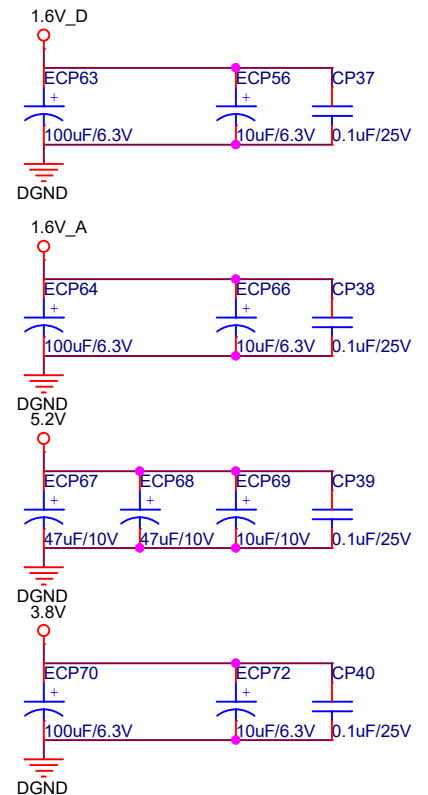 1.6V_D
ECP63 ECP56 CP37
+ +
100uF/6.3V 10uF/6.3V 0.1uF/25V
DGND
1.6V_A
ECP64 ECP66 CP38
+ +
100uF/6.3V 10uF/6.3V 0.1uF/25V
DGND
5.2V
ECP67 ECP68 ECP69 CP39
+ + +
47uF/10V 47uF/10V 10uF/10V 0.1uF/25V
DGND
3.8V
ECP70 ECP72 CP40
+ +
100uF/6.3V 10uF/6.3V 0.1uF/25V
DGND